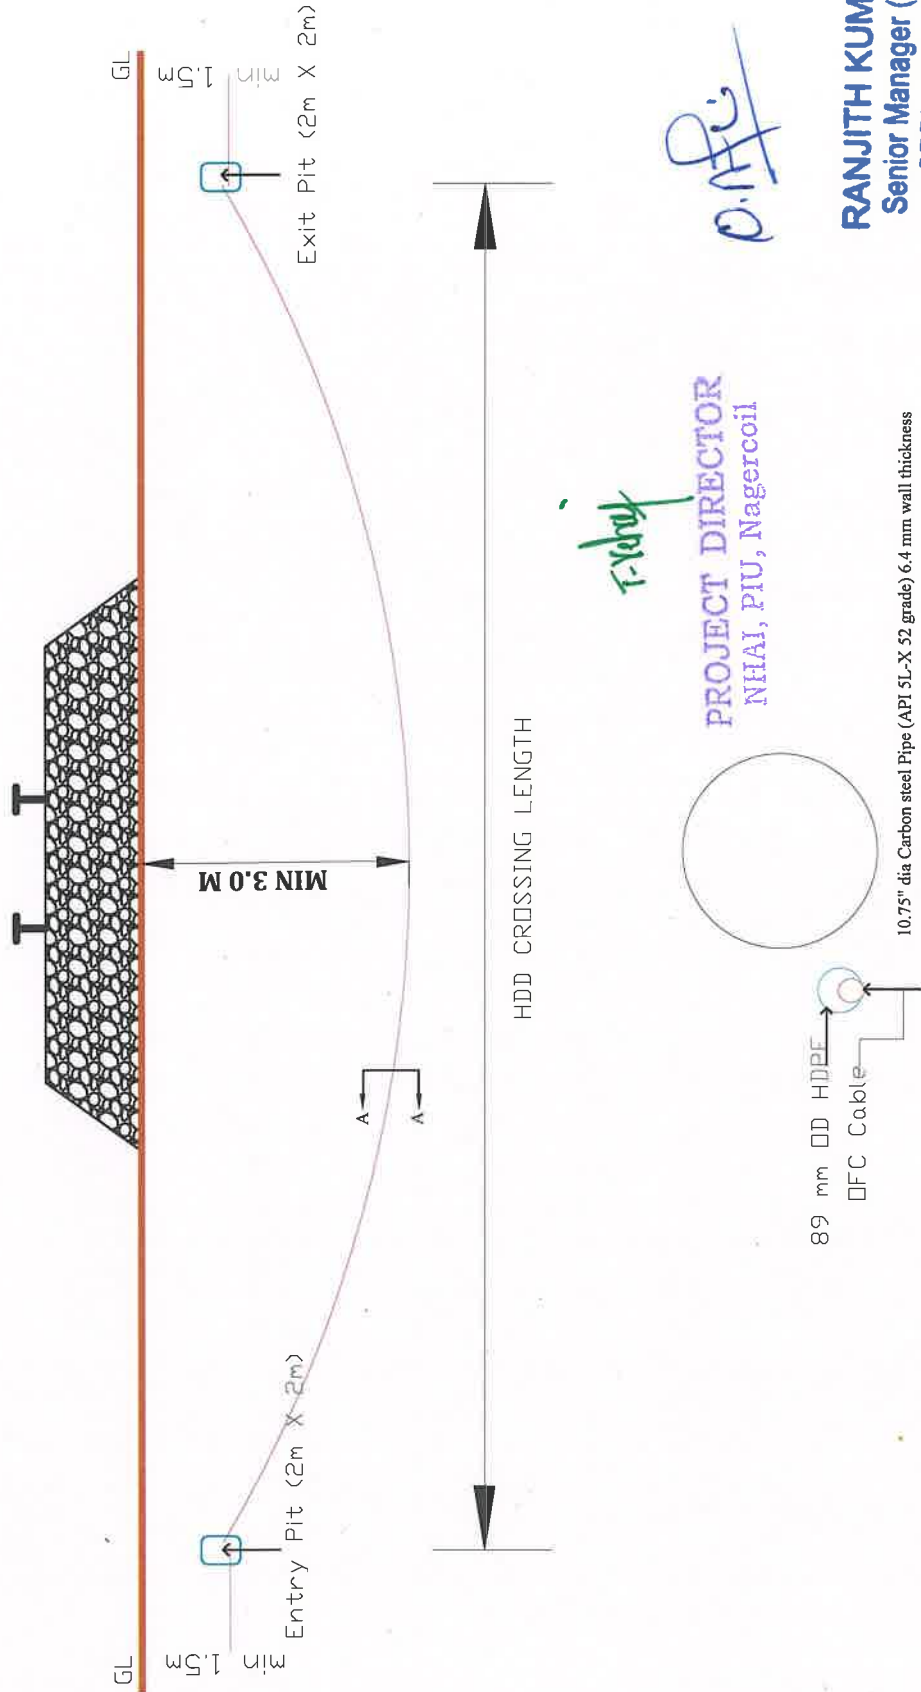 GL
GL
min 1.5m
min 1.5m
Entry Pit (2m X 2m)
Exit Pit (2m X 2m)
MIN 3.0 M
A
A
HDD CROSSING LENGTH
89 mm OD HDPE
OFC Cable
10.75" dia Carbon steel Pipe (API 5L-X 52 grade) 6.4 mm wall thickness
PROJECT DIRECTOR
NHAI, PIU, Nagercoil
RANJITH KUM
Senior Manager (